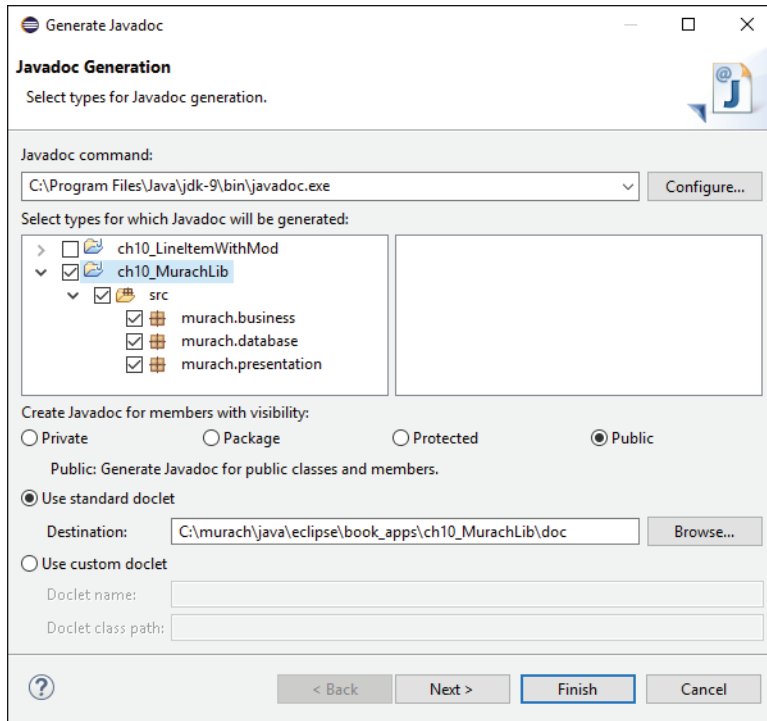 Generate Javadoc
Javadoc Generation
Select types for Javadoc generation.
Javadoc command:
C:\Program Files\Java\jdk-9\bin\javadoc.exe Configure...
Select types for which Javadoc will be generated:
ch10_LineItemWithMod
ch10_MurachLib
src
murach.business
murach.database
murach.presentation
Create Javadoc for members with visibility:
Private Package Protected Public
Public: Generate Javadoc for public classes and members.
Use standard doclet
Destination: C:\murach\java\eclipse\book_apps\ch10_MurachLib\doc Browse...
Use custom doclet
Doclet name:
Doclet class path:
? < Back Next > Finish Cancel